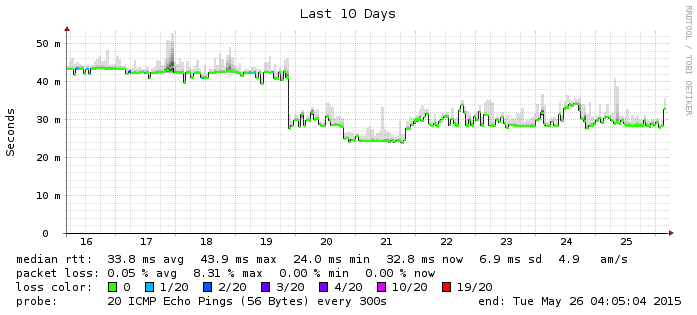 Last 10 Days
RRDTOOL / TOBI OETIKER
Seconds
50 m
40 m
30 m
20 m
10 m
0
16 17 18 19 20 21 22 23 24 25
median rtt: 33.8 ms avg 43.9 ms max 24.0 ms min 32.8 ms now 6.9 ms sd 4.9 am/s
packet loss: 0.05 % avg 8.31 % max 0.00 % min 0.00 % now
loss color: 0 1/20 2/20 3/20 4/20 10/20 19/20
probe: 20 ICMP Echo Pings (56 Bytes) every 300s end: Tue May 26 04:05:04 2015